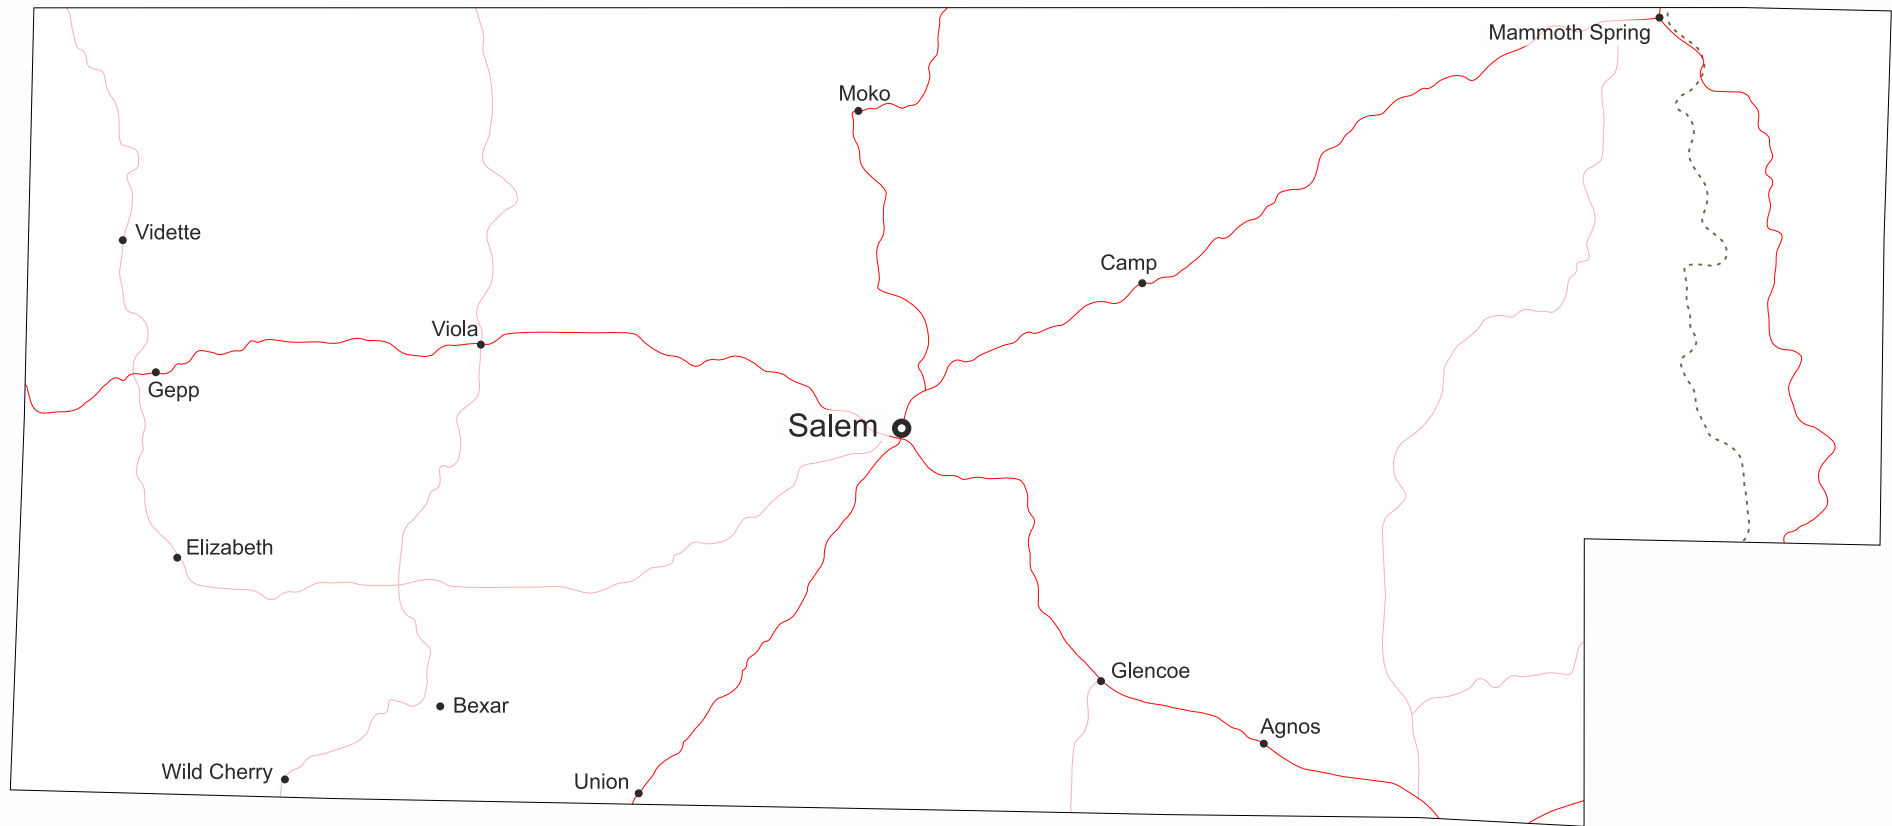 Mammoth Spring
Moko
Vidette
Camp
Viola
Gepp
Salem
Elizabeth
Glencoe
Bexar
Agnos
Wild Cherry
Union